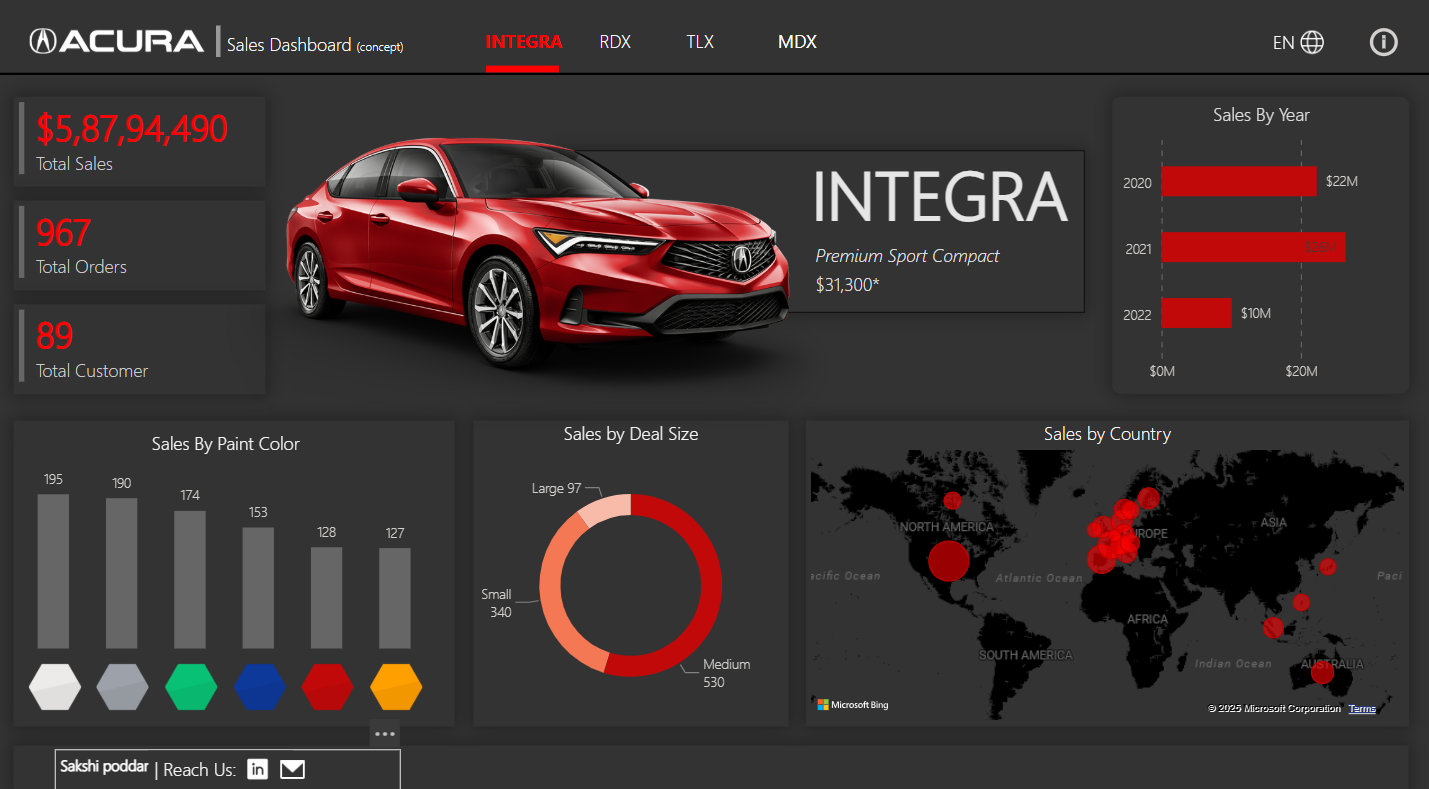 ACURA Sales Dashboard (concept)
INTEGRA RDX TLX MDX
EN
$5,87,94,490
Total Sales
967
Total Orders
89
Total Customer
INTEGRA
Premium Sport Compact
$31,300*
Sales By Year
2020 $22M
2021
2022 $10M
$0M $20M
Sales By Paint Color
195 190 174 153 128 127
Sales by Deal Size
Large 97
Small
340
Medium
530
Sales by Country
NORTH AMERICA
EUROPE
ASIA
acific Ocean
Atlantic Ocean
Paci
AFRICA
SOUTH AMERICA
Indian Ocean
AUSTRALIA
Microsoft Bing
© 2025 Microsoft Corporation Terms
Sakshi poddar | Reach Us: in